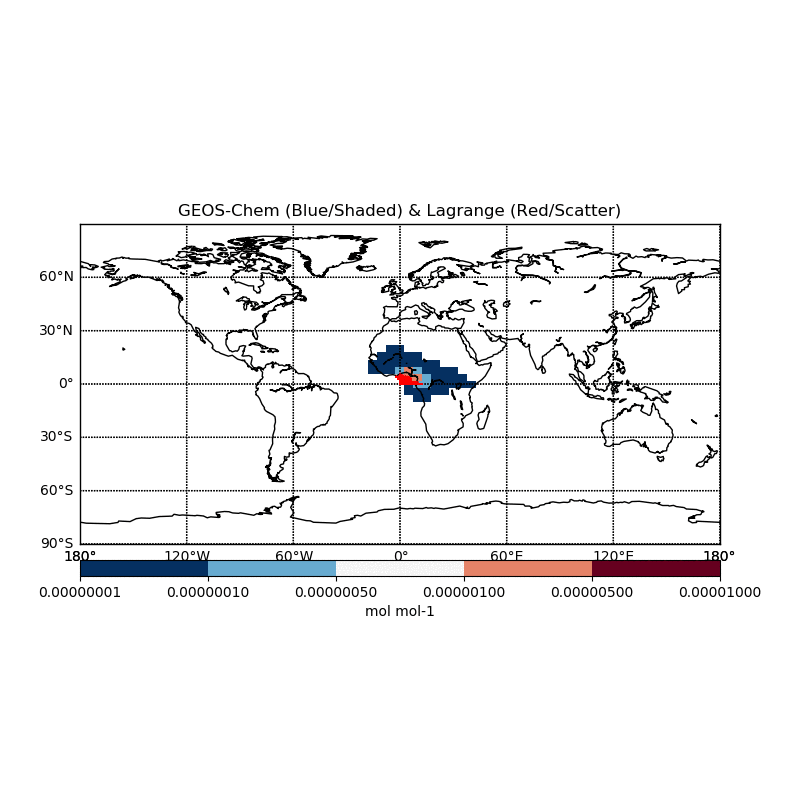 GEOS-Chem (Blue/Shaded) & Lagrange (Red/Scatter)
60°N
30°N
0°
30°S
60°S
90°S
180° 120°W 60°W 0° 60°E 120°E 180°
0.00000001 0.00000010 0.00000050 0.00000100 0.00000500 0.00001000
mol mol-1